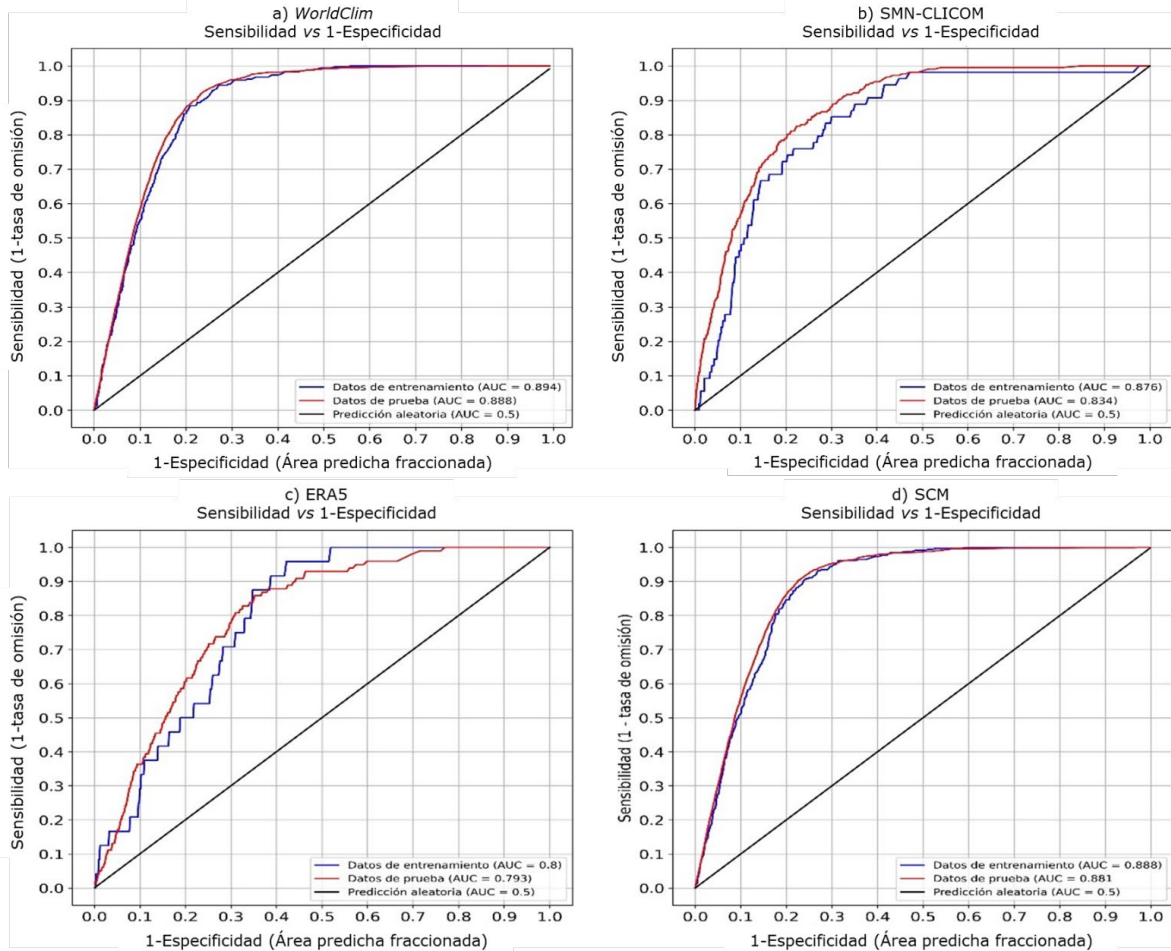 a) WorldClim
Sensibilidad vs 1-Especificidad
Sensibilidad (1-tasa de omisión)
1.0
0.9
0.8
0.7
0.6
0.5
0.4
0.3
0.2
0.1
0.0
Datos de entrenamiento (AUC = 0.894)
Datos de prueba (AUC = 0.888)
Predicción aleatoria (AUC = 0.5)
0.0 0.1 0.2 0.3 0.4 0.5 0.6 0.7 0.8 0.9 1.0
1-Especificidad (Área predicha fraccionada)
b) SMN-CLICOM
Sensibilidad vs 1-Especificidad
Sensibilidad (1-tasa de omisión)
1.0
0.9
0.8
0.7
0.6
0.5
0.4
0.3
0.2
0.1
0.0
Datos de entrenamiento (AUC = 0.876)
Datos de prueba (AUC = 0.834)
Predicción aleatoria (AUC = 0.5)
0.0 0.1 0.2 0.3 0.4 0.5 0.6 0.7 0.8 0.9 1.0
1-Especificidad (Área predicha fraccionada)
c) ERA5
Sensibilidad vs 1-Especificidad
Sensibilidad (1-tasa de omisión)
1.0
0.9
0.8
0.7
0.6
0.5
0.4
0.3
0.2
0.1
0.0
Datos de entrenamiento (AUC = 0.8)
Datos de prueba (AUC = 0.793)
Predicción aleatoria (AUC = 0.5)
0.0 0.1 0.2 0.3 0.4 0.5 0.6 0.7 0.8 0.9 1.0
1-Especificidad (Área predicha fraccionada)
d) SCM
Sensibilidad vs 1-Especificidad
Sensibilidad (1 - tasa de omisión)
1.0
0.9
0.8
0.7
0.6
0.5
0.4
0.3
0.2
0.1
0.0
Datos de entrenamiento (AUC = 0.888)
Datos de prueba (AUC = 0.881
Predicción aleatoria (AUC = 0.5)
0.0 0.1 0.2 0.3 0.4 0.5 0.6 0.7 0.8 0.9 1.0
1-Especificidad (Área predicha fraccionada)